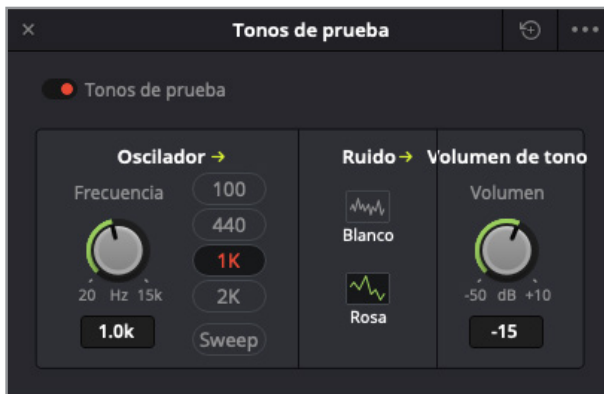 × Tonos de prueba •••
Tonos de prueba
Oscilador →
Frecuencia
20 Hz 15k
1.0k
100
440
1K
2K
Sweep
Ruido →
Blanco
Rosa
Volumen de tono
Volumen
-50 dB +10
-15